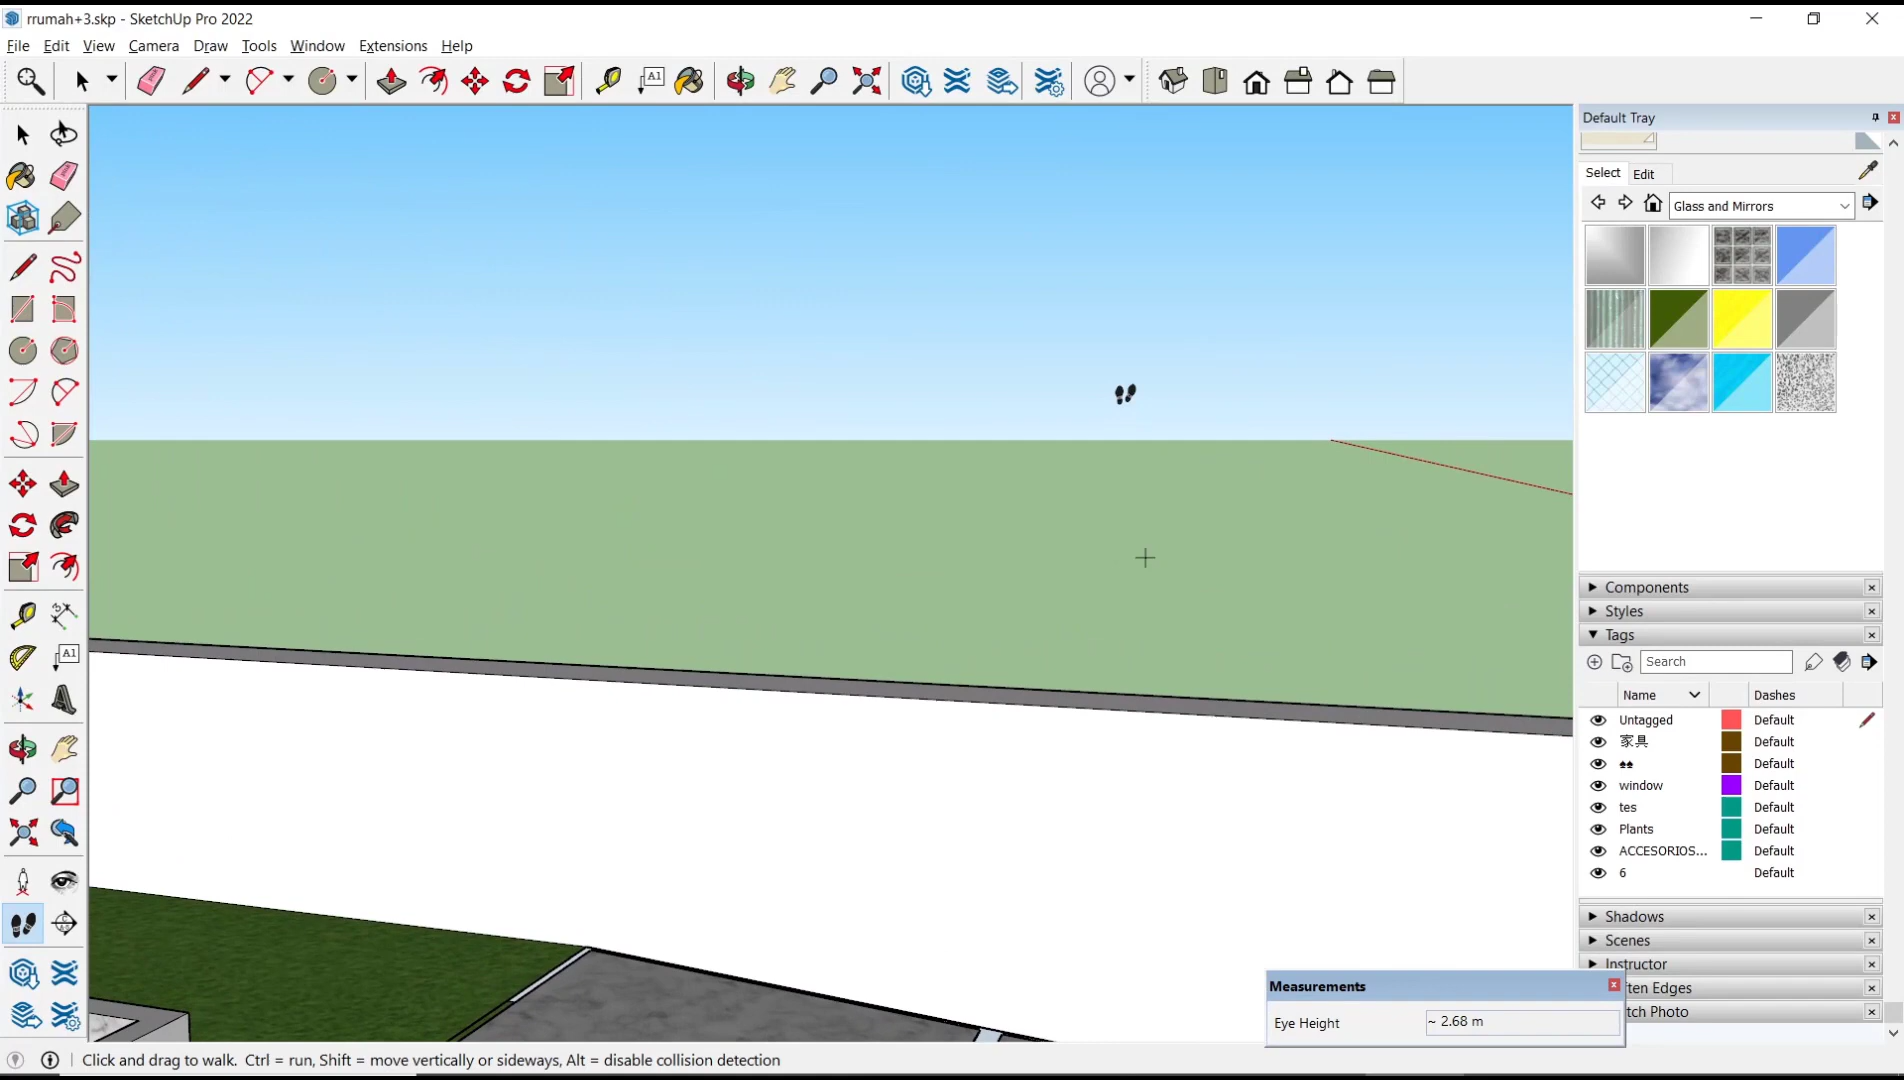 rrumah+3.skp - SketchUp Pro 2022
File Edit View Camera Draw Tools Window Extensions Help
A1
Default Tray
Select Edit
Glass and Mirrors
A1
Components
Styles
Tags
Search
Name Dashes
Untagged Default
家具 Default
♠♠ Default
window Default
tes Default
Plants Default
ACCESORIOS... Default
6 Default
Shadows
Scenes
Instructor
ften Edges
tch Photo
Measurements
Eye Height ~ 2.68 m
Click and drag to walk. Ctrl = run, Shift = move vertically or sideways, Alt = disable collision detection